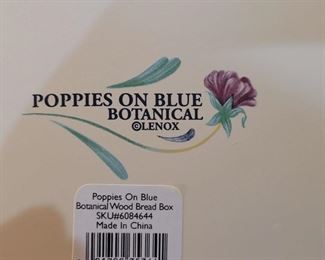 POPPIES ON BLUE
BOTANICAL
©LENOX
Poppies On Blue
Botanical Wood Bread Box
SKU#6084644
Made In China